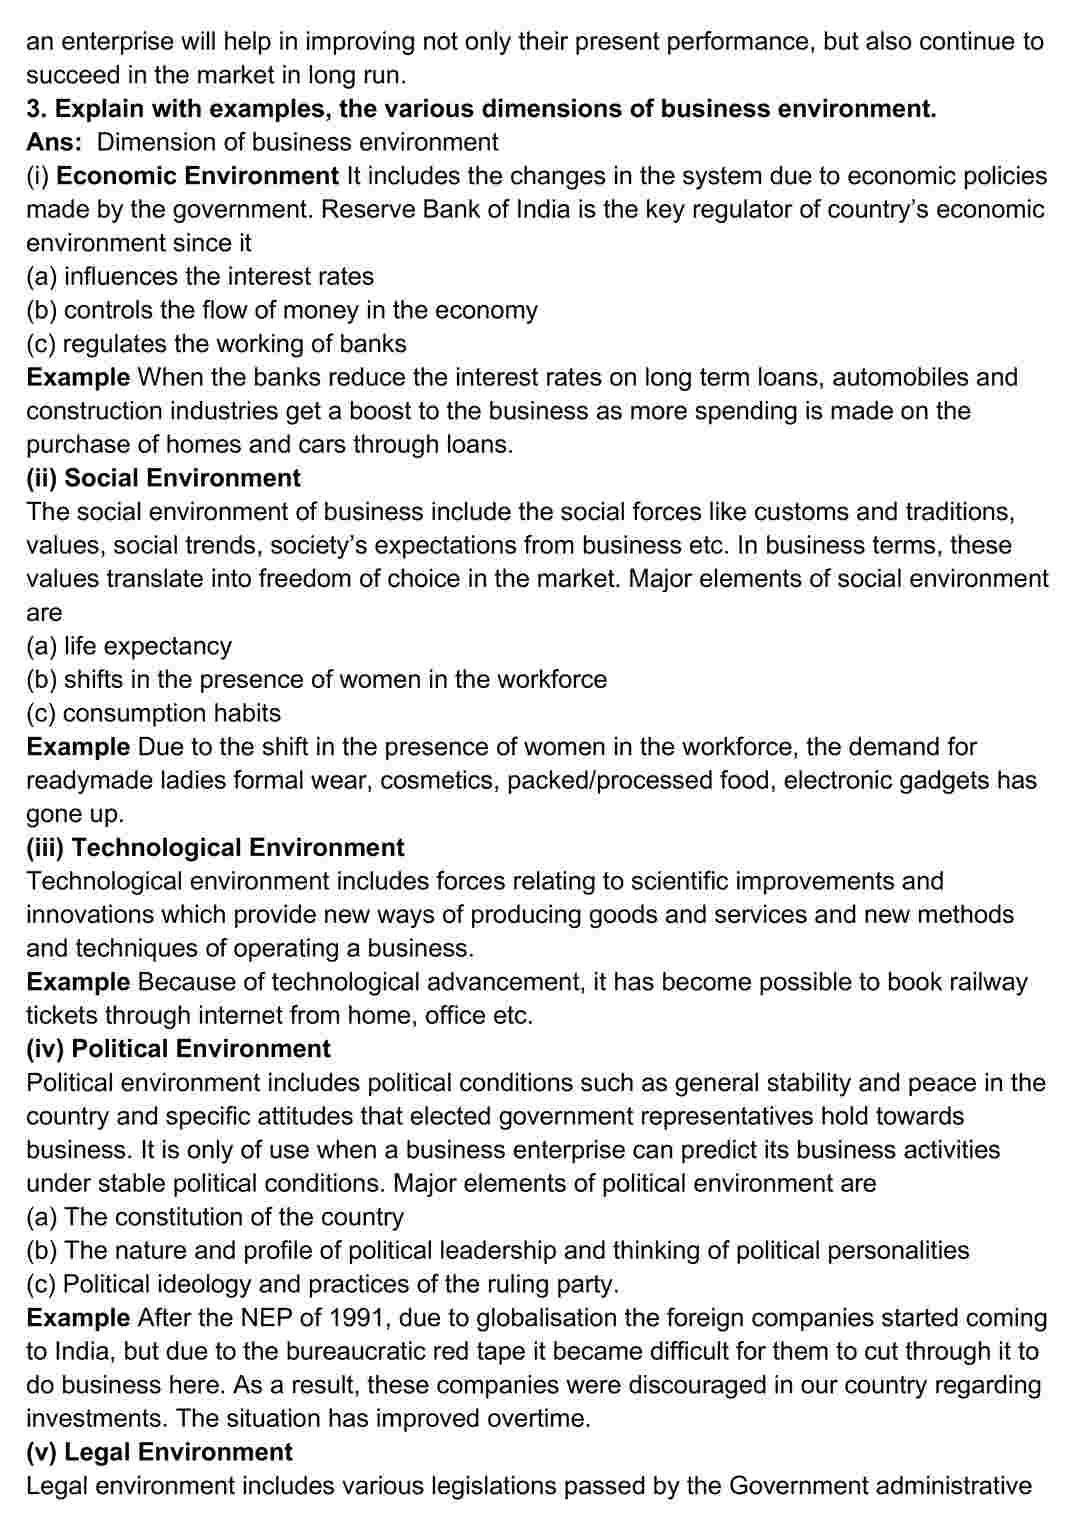 an enterprise will help in improving not only their present performance, but also continue to
succeed in the market in long run.
3. Explain with examples, the various dimensions of business environment.
Ans:  Dimension of business environment
(i) Economic Environment It includes the changes in the system due to economic policies
made by the government. Reserve Bank of India is the key regulator of country’s economic
environment since it
(a) influences the interest rates
(b) controls the flow of money in the economy
(c) regulates the working of banks
Example When the banks reduce the interest rates on long term loans, automobiles and
construction industries get a boost to the business as more spending is made on the
purchase of homes and cars through loans.
(ii) Social Environment
The social environment of business include the social forces like customs and traditions,
values, social trends, society’s expectations from business etc. In business terms, these
values translate into freedom of choice in the market. Major elements of social environment
are
(a) life expectancy
(b) shifts in the presence of women in the workforce
(c) consumption habits
Example Due to the shift in the presence of women in the workforce, the demand for
readymade ladies formal wear, cosmetics, packed/processed food, electronic gadgets has
gone up.
(iii) Technological Environment
Technological environment includes forces relating to scientific improvements and
innovations which provide new ways of producing goods and services and new methods
and techniques of operating a business.
Example Because of technological advancement, it has become possible to book railway
tickets through internet from home, office etc.
(iv) Political Environment
Political environment includes political conditions such as general stability and peace in the
country and specific attitudes that elected government representatives hold towards
business. It is only of use when a business enterprise can predict its business activities
under stable political conditions. Major elements of political environment are
(a) The constitution of the country
(b) The nature and profile of political leadership and thinking of political personalities
(c) Political ideology and practices of the ruling party.
Example After the NEP of 1991, due to globalisation the foreign companies started coming
to India, but due to the bureaucratic red tape it became difficult for them to cut through it to
do business here. As a result, these companies were discouraged in our country regarding
investments. The situation has improved overtime.
(v) Legal Environment
Legal environment includes various legislations passed by the Government administrative